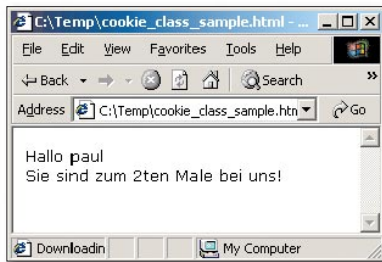 C:\Temp\cookie_class_sample.html - ...
File Edit View Favorites Tools Help
Back Search »
Address C:\Temp\cookie_class_sample.htn Go
Hallo paul
Sie sind zum 2ten Male bei uns!
Downloadin My Computer